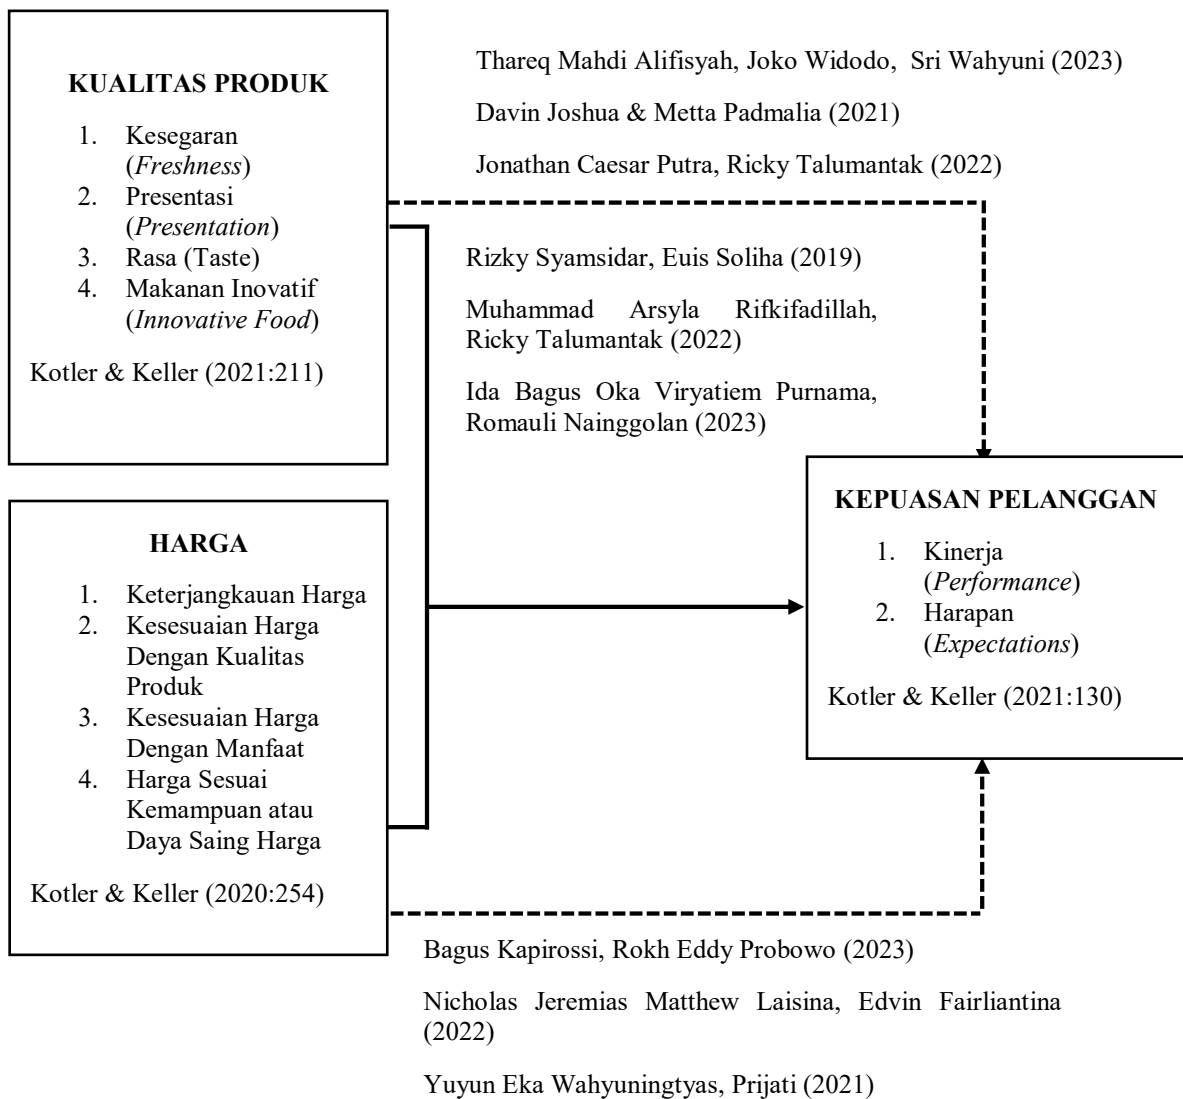 KUALITAS PRODUK
1. Kesegaran
(Freshness)
2. Presentasi
(Presentation)
3. Rasa (Taste)
4. Makanan Inovatif
(Innovative Food)
Kotler & Keller (2021:211)
Thareq Mahdi Alifisyah, Joko Widodo, Sri Wahyuni (2023)
Davin Joshua & Metta Padmalia (2021)
Jonathan Caesar Putra, Ricky Talumantak (2022)
Rizky Syamsidar, Euis Soliha (2019)
Muhammad Arsyla Rifkifadillah,
Ricky Talumantak (2022)
Ida Bagus Oka Viryatiem Purnama,
Romauli Nainggolan (2023)
HARGA
1. Keterjangkauan Harga
2. Kesesuaian Harga
Dengan Kualitas
Produk
3. Kesesuaian Harga
Dengan Manfaat
4. Harga Sesuai
Kemampuan atau
Daya Saing Harga
Kotler & Keller (2020:254)
KEPUASAN PELANGGAN
1. Kinerja
(Performance)
2. Harapan
(Expectations)
Kotler & Keller (2021:130)
Bagus Kapirossi, Rokh Eddy Probowo (2023)
Nicholas Jeremias Matthew Laisina, Edvin Fairliantina
(2022)
Yuyun Eka Wahyuningtyas, Prijati (2021)